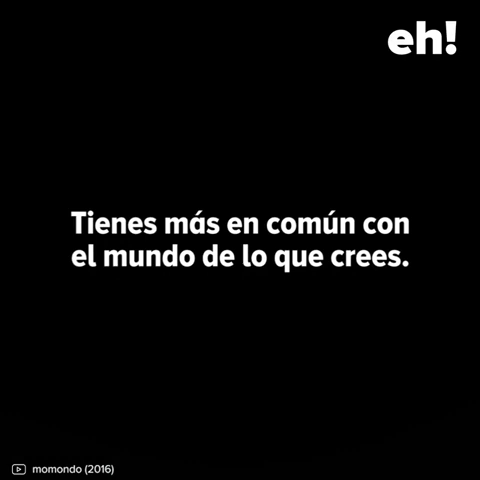 eh!
Tienes más en común con
el mundo de lo que crees.
momondo (2016)